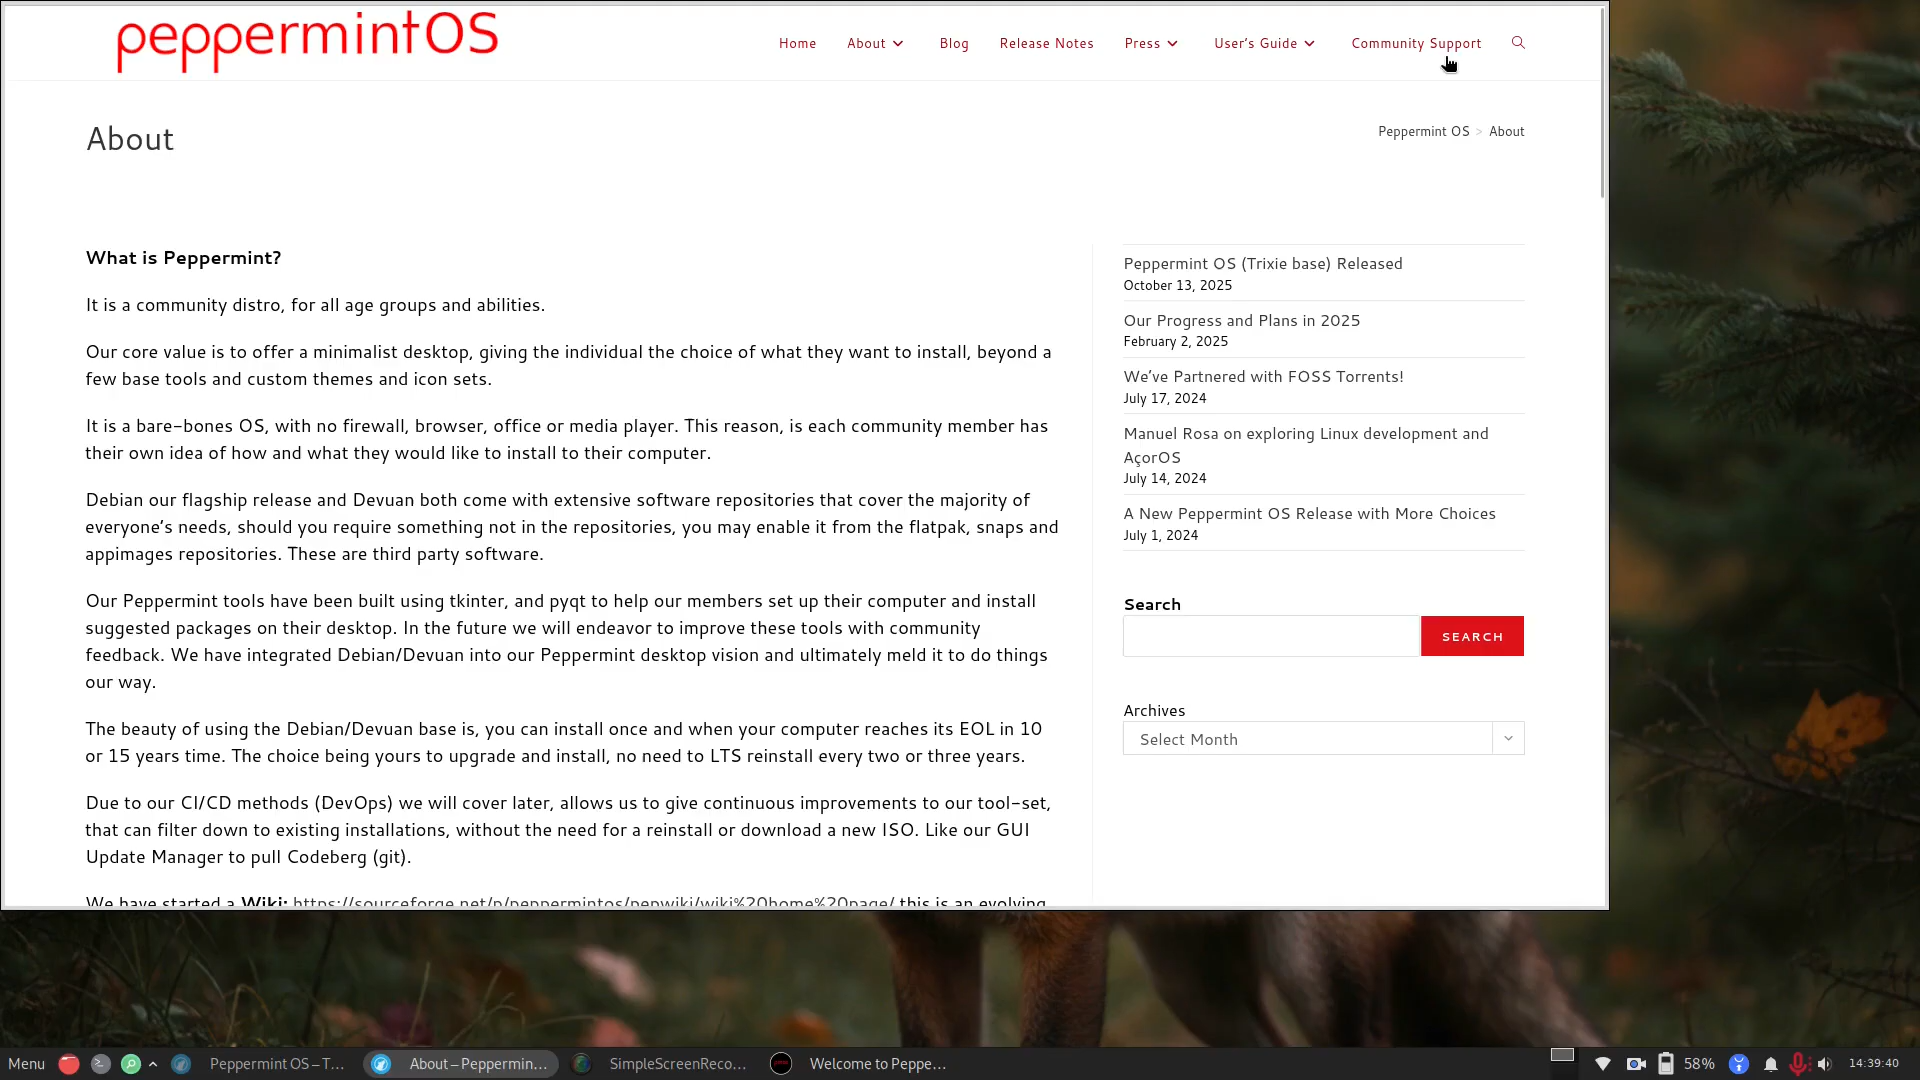 peppermintOS
Home About Blog Release Notes Press User's Guide Community Support
About
Peppermint OS > About
What is Peppermint?
It is a community distro, for all age groups and abilities.
Our core value is to offer a minimalist desktop, giving the individual the choice of what they want to install, beyond a
few base tools and custom themes and icon sets.
It is a bare-bones OS, with no firewall, browser, office or media player. This reason, is each community member has
their own idea of how and what they would like to install to their computer.
Debian our flagship release and Devuan both come with extensive software repositories that cover the majority of
everyone's needs, should you require something not in the repositories, you may enable it from the flatpak, snaps and
appimages repositories. These are third party software.
Our Peppermint tools have been built using tkinter, and pyqt to help our members set up their computer and install
suggested packages on their desktop. In the future we will endeavor to improve these tools with community
feedback. We have integrated Debian/Devuan into our Peppermint desktop vision and ultimately meld it to do things
our way.
The beauty of using the Debian/Devuan base is, you can install once and when your computer reaches its EOL in 10
or 15 years time. The choice being yours to upgrade and install, no need to LTS reinstall every two or three years.
Due to our CI/CD methods (DevOps) we will cover later, allows us to give continuous improvements to our tool-set,
that can filter down to existing installations, without the need for a reinstall or download a new ISO. Like our GUI
Update Manager to pull Codeberg (git).
We have started a Wiki: https://sourceforge.net/p/peppermintos/pepwiki/wiki%20home%20page/ this is an evolving
Peppermint OS (Trixie base) Released
October 13, 2025
Our Progress and Plans in 2025
February 2, 2025
We've Partnered with FOSS Torrents!
July 17, 2024
Manuel Rosa on exploring Linux development and
AçorOS
July 14, 2024
A New Peppermint OS Release with More Choices
July 1, 2024
Search
SEARCH
Archives
Select Month
Menu Peppermint OS – T... About – Peppermin... SimpleScreenReco... Welcome to Peppe... 58% 14:39:40